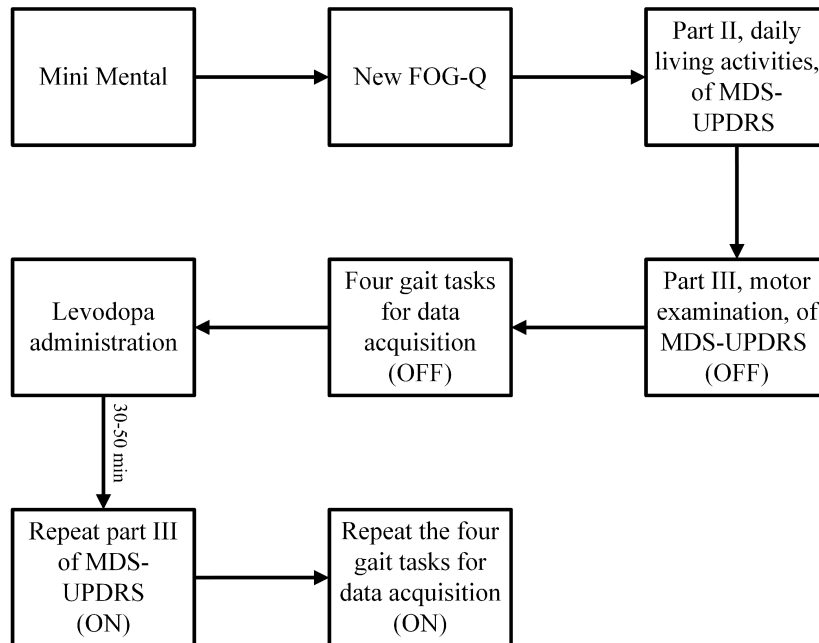 Mini Mental
New FOG-Q
Part II, daily
living activities,
of MDS-
UPDRS
Part III, motor
examination, of
MDS-UPDRS
(OFF)
Four gait tasks
for data
acquisition
(OFF)
Levodopa
administration
30-50 min
Repeat part III
of MDS-
UPDRS
(ON)
Repeat the four
gait tasks for
data acquisition
(ON)